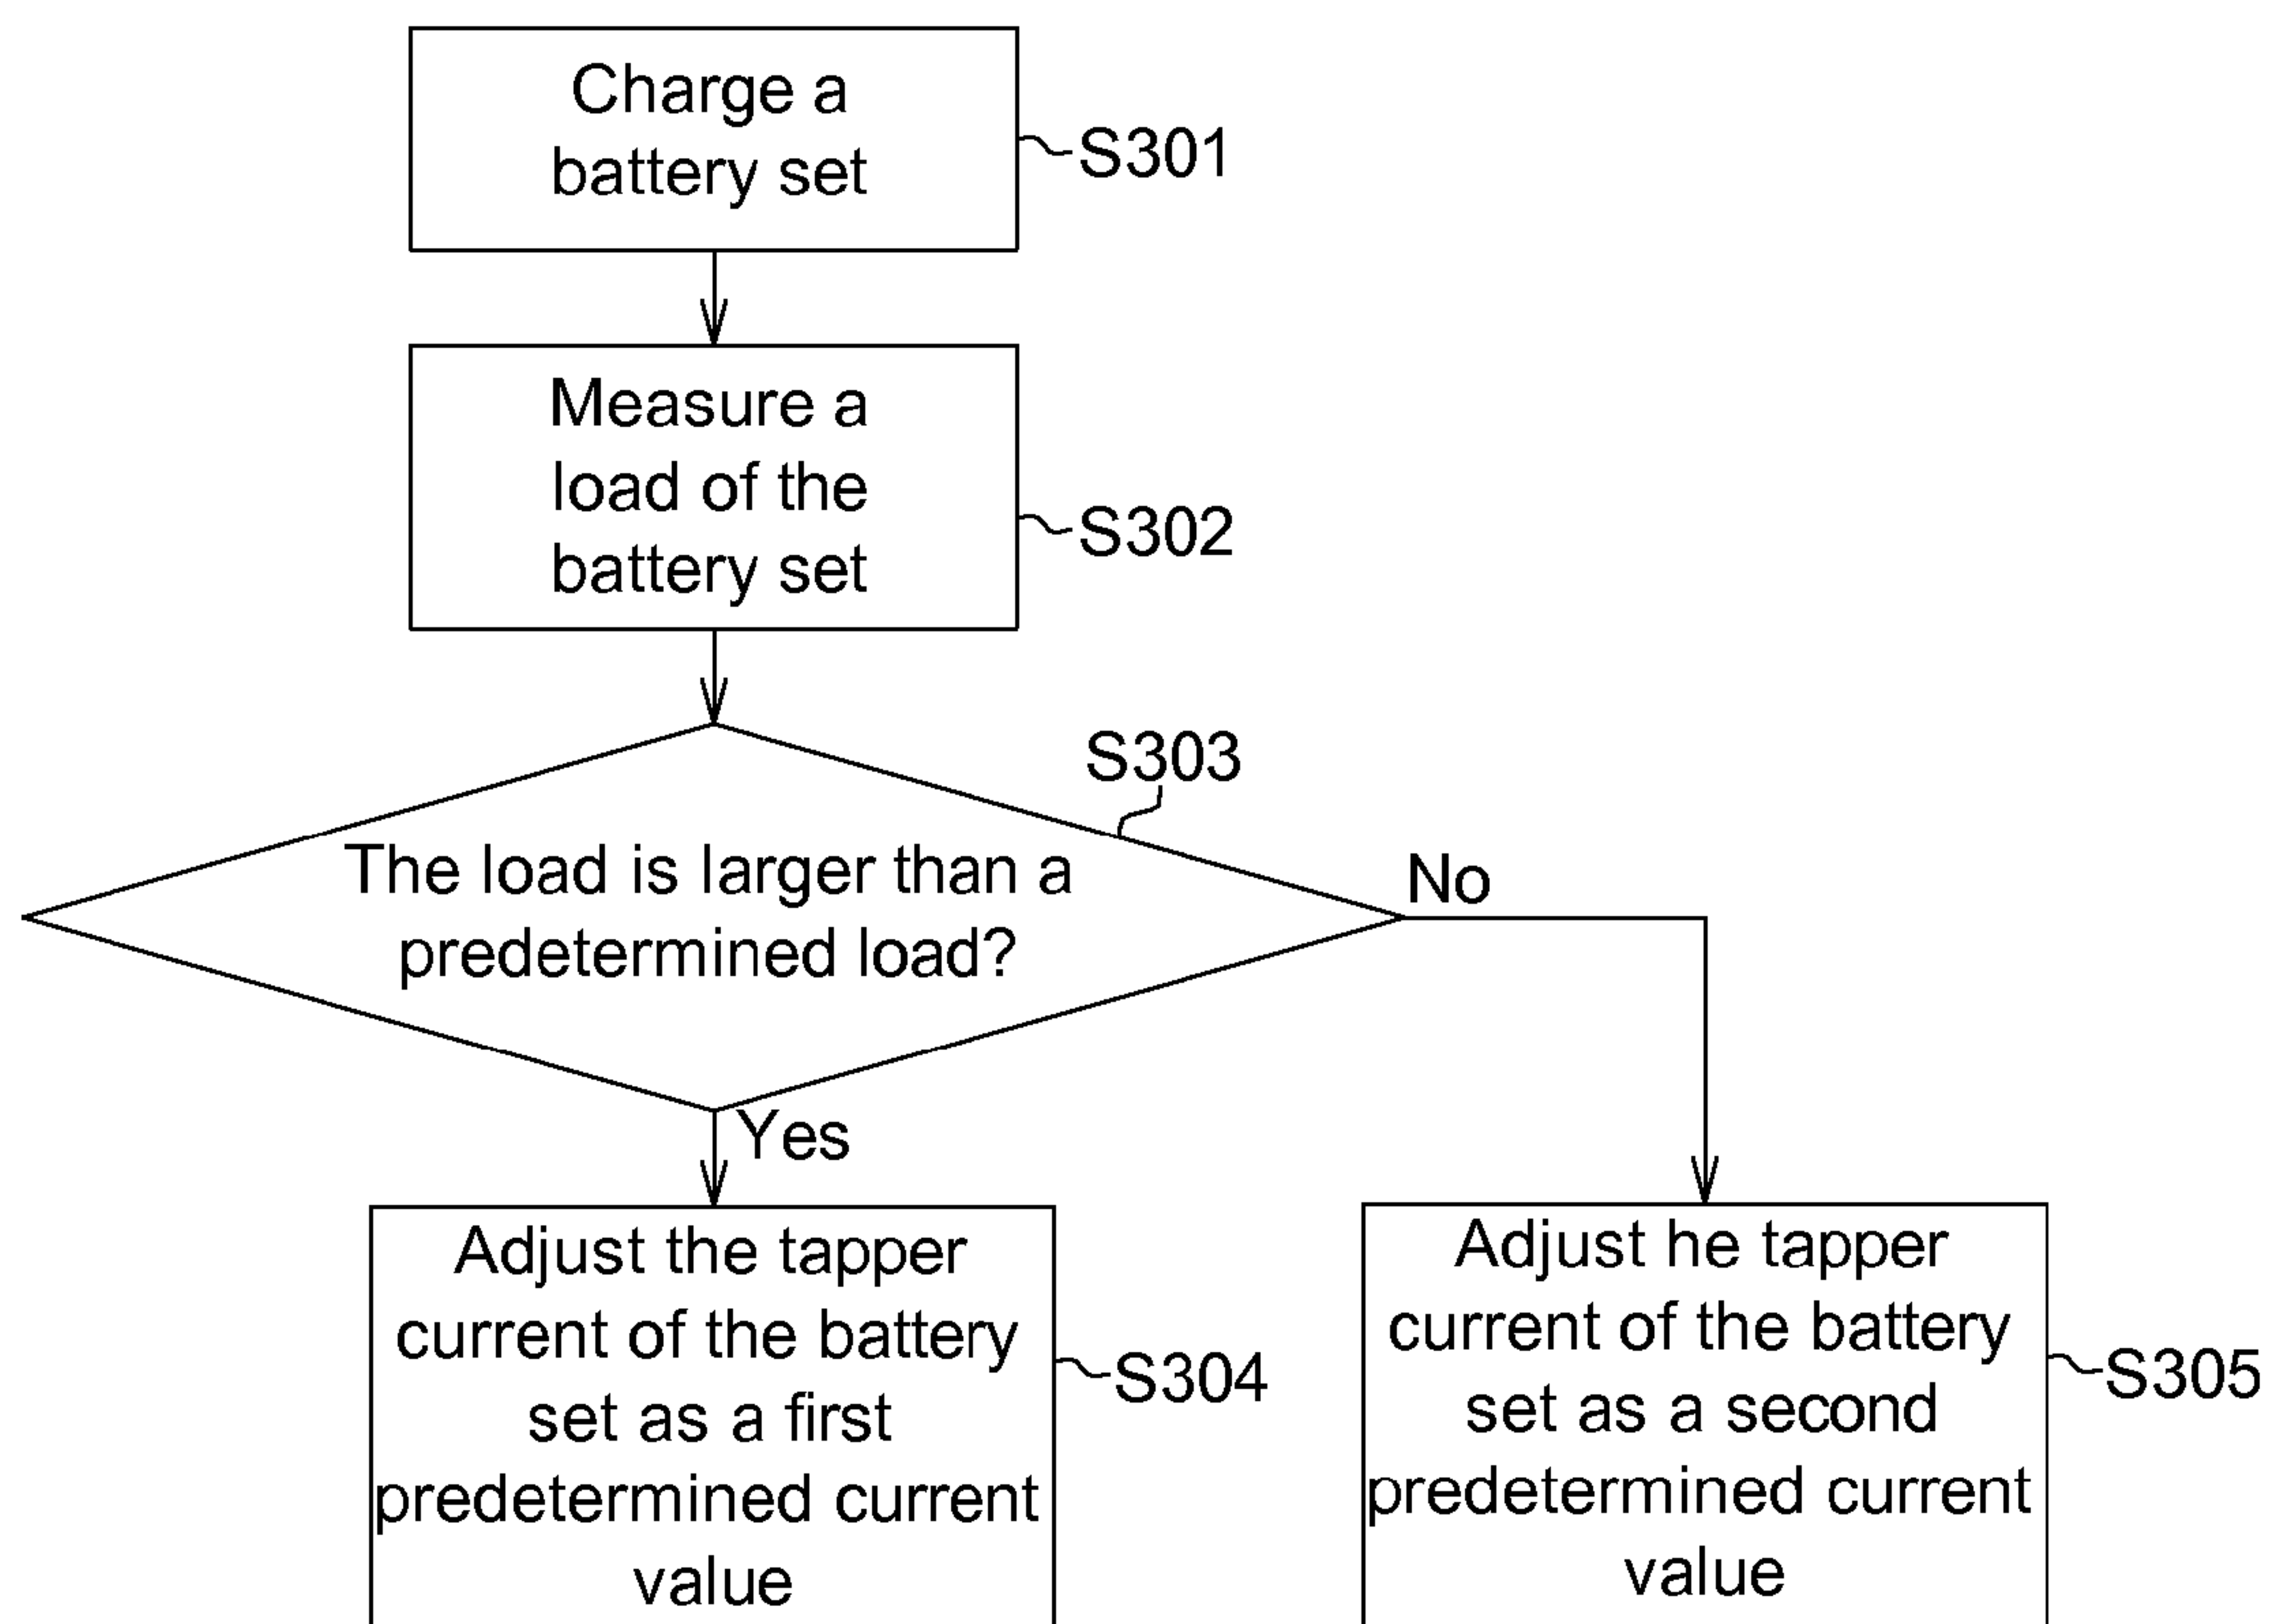 Charge a
battery set
S301
Measure a
load of the
battery set
S302
S303
The load is larger than a
predetermined load?
No
Yes
Adjust the tapper
current of the battery
set as a first
predetermined current
value
S304
Adjust he tapper
current of the battery
set as a second
predetermined current
value
S305